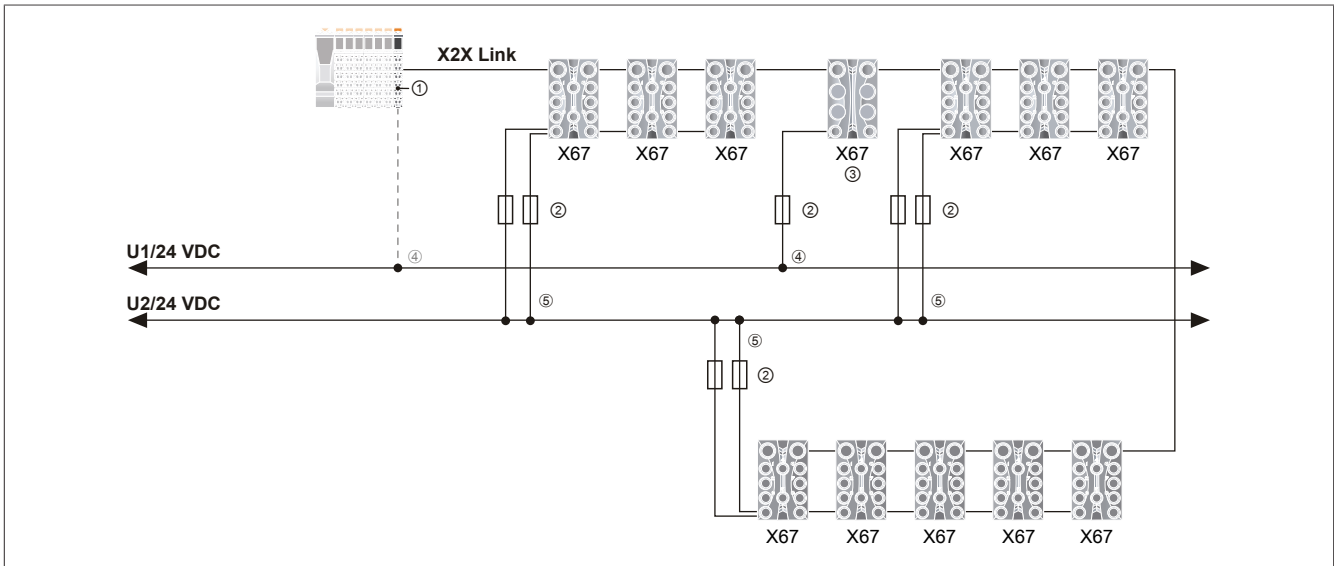 X2X Link
①
X67 X67 X67 X67 X67 X67 X67
③
② ② ②
U1/24 VDC ④ ④
U2/24 VDC ⑤ ⑤
⑤
②
X67 X67 X67 X67 X67